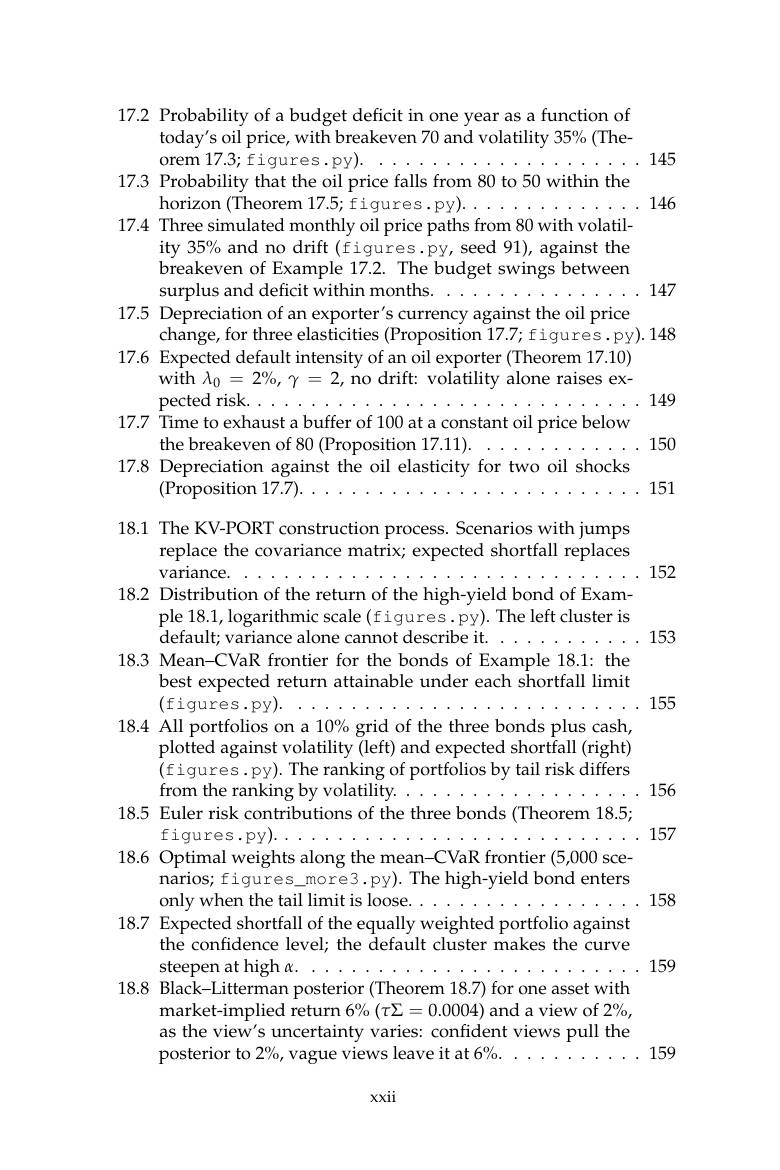 17.2 Probability of a budget deficit in one year as a function of
today's oil price, with breakeven 70 and volatility 35% (The-
orem 17.3; figures.py). . . . . . . . . . . . . . . . . . . . . 145
17.3 Probability that the oil price falls from 80 to 50 within the
horizon (Theorem 17.5; figures.py). . . . . . . . . . . . . . 146
17.4 Three simulated monthly oil price paths from 80 with volatil-
ity 35% and no drift (figures.py, seed 91), against the
breakeven of Example 17.2. The budget swings between
surplus and deficit within months. . . . . . . . . . . . . . . . 147
17.5 Depreciation of an exporter's currency against the oil price
change, for three elasticities (Proposition 17.7; figures.py). 148
17.6 Expected default intensity of an oil exporter (Theorem 17.10)
with λ0 = 2%, γ = 2, no drift: volatility alone raises ex-
pected risk. . . . . . . . . . . . . . . . . . . . . . . . . . . . . . 149
17.7 Time to exhaust a buffer of 100 at a constant oil price below
the breakeven of 80 (Proposition 17.11). . . . . . . . . . . . . 150
17.8 Depreciation against the oil elasticity for two oil shocks
(Proposition 17.7). . . . . . . . . . . . . . . . . . . . . . . . . . 151
18.1 The KV-PORT construction process. Scenarios with jumps
replace the covariance matrix; expected shortfall replaces
variance. . . . . . . . . . . . . . . . . . . . . . . . . . . . . . . 152
18.2 Distribution of the return of the high-yield bond of Exam-
ple 18.1, logarithmic scale (figures.py). The left cluster is
default; variance alone cannot describe it. . . . . . . . . . . . 153
18.3 Mean–CVaR frontier for the bonds of Example 18.1: the
best expected return attainable under each shortfall limit
(figures.py). . . . . . . . . . . . . . . . . . . . . . . . . . . 155
18.4 All portfolios on a 10% grid of the three bonds plus cash,
plotted against volatility (left) and expected shortfall (right)
(figures.py). The ranking of portfolios by tail risk differs
from the ranking by volatility. . . . . . . . . . . . . . . . . . . 156
18.5 Euler risk contributions of the three bonds (Theorem 18.5;
figures.py). . . . . . . . . . . . . . . . . . . . . . . . . . . . 157
18.6 Optimal weights along the mean–CVaR frontier (5,000 sce-
narios; figures_more3.py). The high-yield bond enters
only when the tail limit is loose. . . . . . . . . . . . . . . . . . 158
18.7 Expected shortfall of the equally weighted portfolio against
the confidence level; the default cluster makes the curve
steepen at high α. . . . . . . . . . . . . . . . . . . . . . . . . . 159
18.8 Black–Litterman posterior (Theorem 18.7) for one asset with
market-implied return 6% (τΣ = 0.0004) and a view of 2%,
as the view's uncertainty varies: confident views pull the
posterior to 2%, vague views leave it at 6%. . . . . . . . . . . 159
xxii